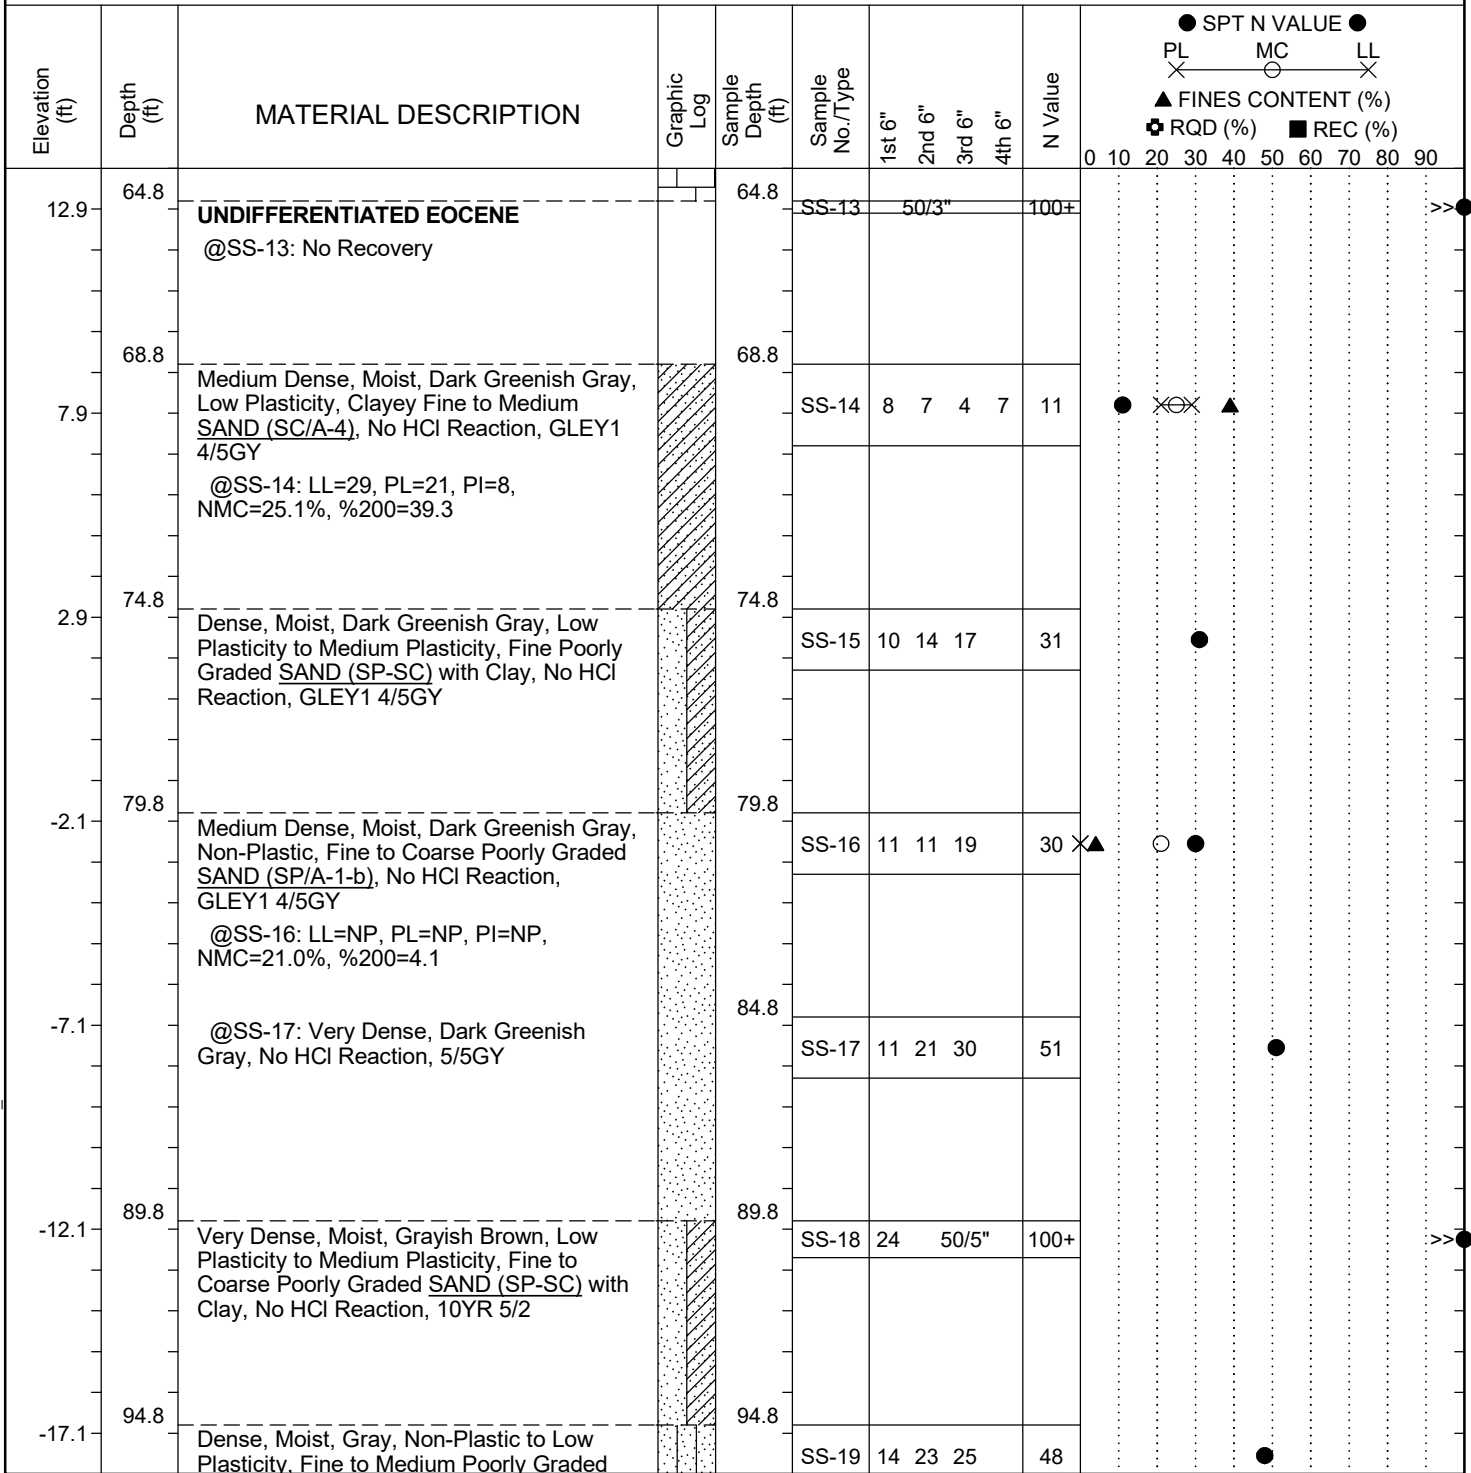 Elevation (ft)
Depth (ft)
MATERIAL DESCRIPTION
Graphic Log
Sample Depth (ft)
Sample No./Type
1st 6"
2nd 6"
3rd 6"
4th 6"
N Value
SPT N VALUE
PL MC LL
FINES CONTENT (%)
RQD (%) REC (%)
0 10 20 30 40 50 60 70 80 90
64.8 64.8
12.9 UNDIFFERENTIATED EOCENE SS-13 50/3" 100+ >>
@SS-13: No Recovery
68.8 68.8
Medium Dense, Moist, Dark Greenish Gray,
7.9 Low Plasticity, Clayey Fine to Medium SS-14 8 7 4 7 11
SAND (SC/A-4), No HCl Reaction, GLEY1
4/5GY
@SS-14: LL=29, PL=21, PI=8,
NMC=25.1%, %200=39.3
74.8 74.8
2.9 Dense, Moist, Dark Greenish Gray, Low
Plasticity to Medium Plasticity, Fine Poorly SS-15 10 14 17 31
Graded SAND (SP-SC) with Clay, No HCl
Reaction, GLEY1 4/5GY
79.8 79.8
-2.1 Medium Dense, Moist, Dark Greenish Gray,
Non-Plastic, Fine to Coarse Poorly Graded SS-16 11 11 19 30
SAND (SP/A-1-b), No HCl Reaction,
GLEY1 4/5GY
@SS-16: LL=NP, PL=NP, PI=NP,
NMC=21.0%, %200=4.1
84.8
-7.1 @SS-17: Very Dense, Dark Greenish
Gray, No HCl Reaction, 5/5GY SS-17 11 21 30 51
89.8 89.8
-12.1 Very Dense, Moist, Grayish Brown, Low SS-18 24 50/5" 100+ >>
Plasticity to Medium Plasticity, Fine to
Coarse Poorly Graded SAND (SP-SC) with
Clay, No HCl Reaction, 10YR 5/2
94.8 94.8
-17.1 Dense, Moist, Gray, Non-Plastic to Low
Plasticity, Fine to Medium Poorly Graded SS-19 14 23 25 48